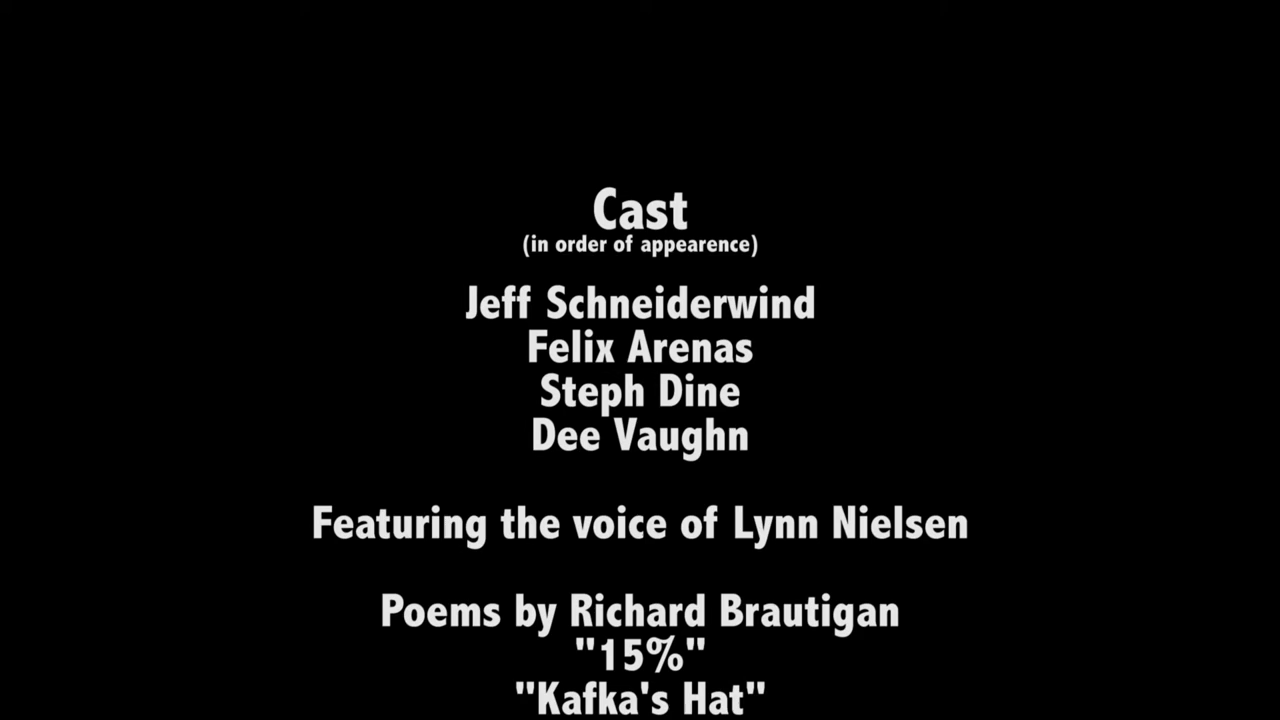 Cast
(in order of appearence)
Jeff Schneiderwind
Felix Arenas
Steph Dine
Dee Vaughn
Featuring the voice of Lynn Nielsen
Poems by Richard Brautigan
"15%"
"Kafka's Hat"